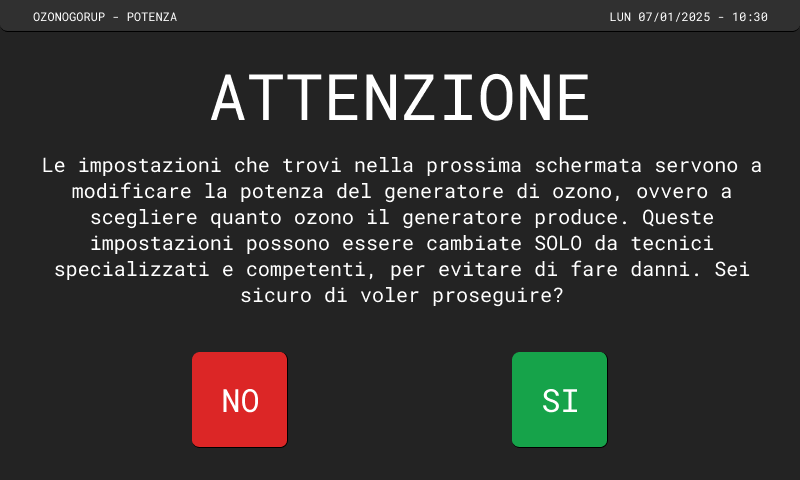 OZONOGORUP - POTENZA
LUN 07/01/2025 - 10:30
ATTENZIONE
Le impostazioni che trovi nella prossima schermata servono a
modificare la potenza del generatore di ozono, ovvero a
scegliere quanto ozono il generatore produce. Queste
impostazioni possono essere cambiate SOLO da tecnici
specializzati e competenti, per evitare di fare danni. Sei
sicuro di voler proseguire?
NO
SI